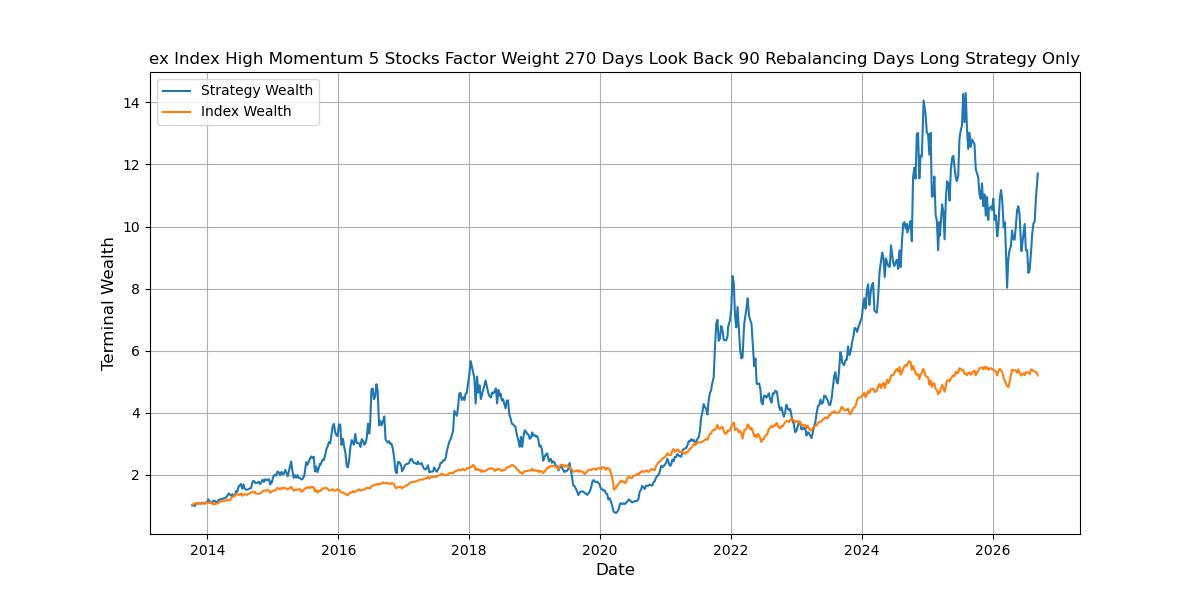 ex Index High Momentum 5 Stocks Factor Weight 270 Days Look Back 90 Rebalancing Days Long Strategy Only
Strategy Wealth
Index Wealth
14
12
10
8
6
4
2
Terminal Wealth
2014 2016 2018 2020 2022 2024 2026
Date